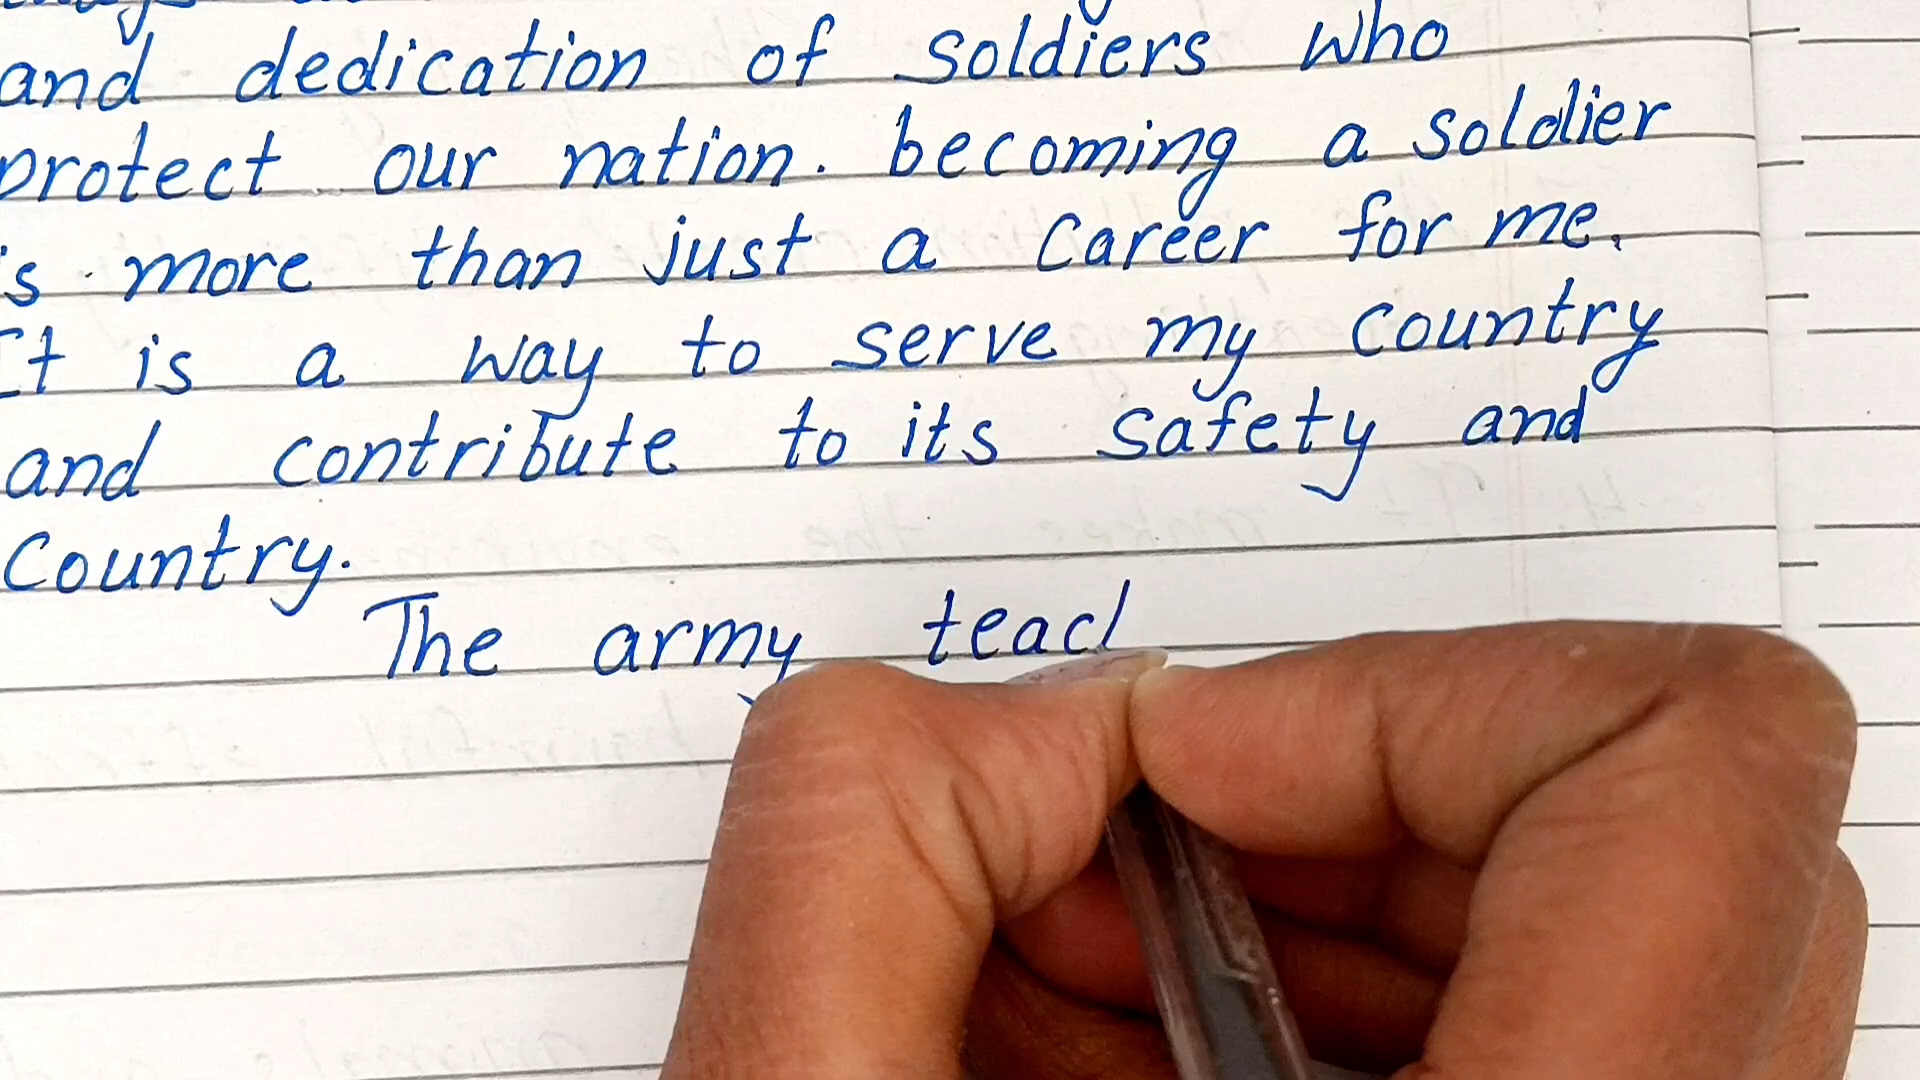 and dedication of soldiers who
protect our nation. becoming a soldier
is more than just a career for me.
It is a way to serve my country
and contribute to its safety and
Country.
The army teacl